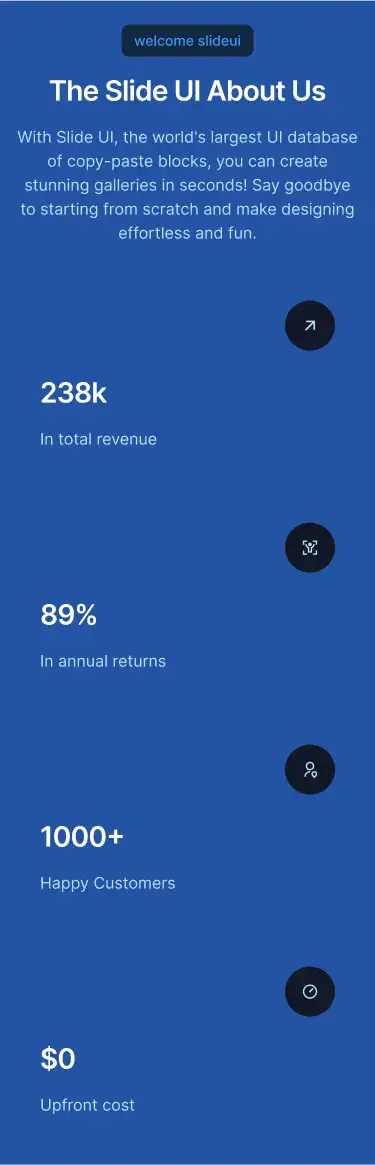 welcome slideui
The Slide UI About Us
With Slide UI, the world's largest UI database
of copy-paste blocks, you can create
stunning galleries in seconds! Say goodbye
to starting from scratch and make designing
effortless and fun.
238k
In total revenue
89%
In annual returns
1000+
Happy Customers
$0
Upfront cost